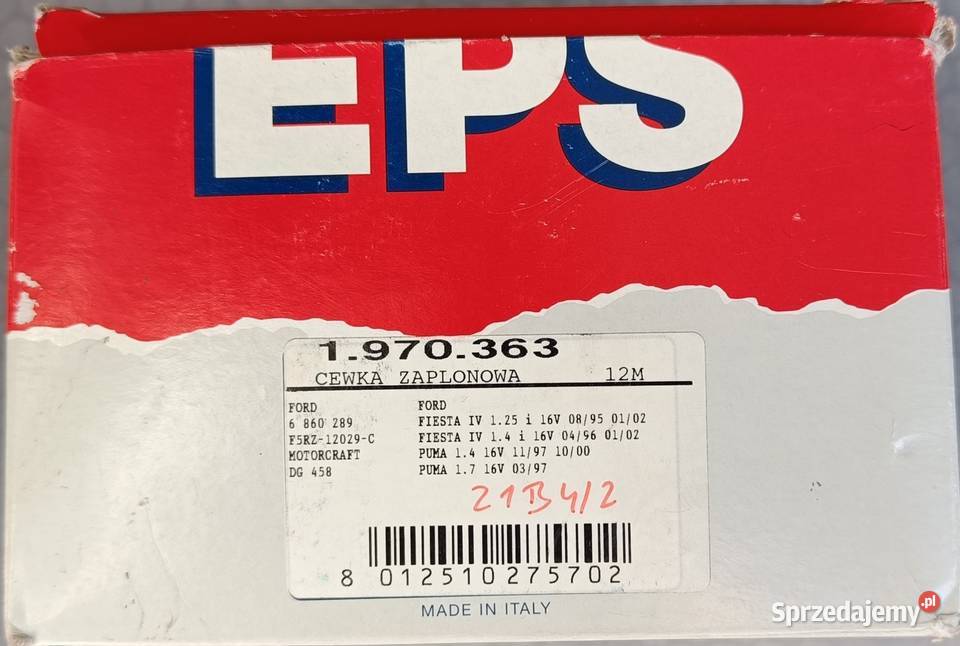 EPS
1.970.363
CEWKA ZAPLONOWA 12M
FORD FORD
6 860 289 FIESTA IV 1.25 i 16V 08/95 01/02
F5RZ-12029-C FIESTA IV 1.4 i 16V 04/96 01/02
MOTORCRAFT PUMA 1.4 16V 11/97 10/00
DG 458 PUMA 1.7 16V 03/97
21B4/2
8 012510 275702
MADE IN ITALY
Sprzedajemy.pl